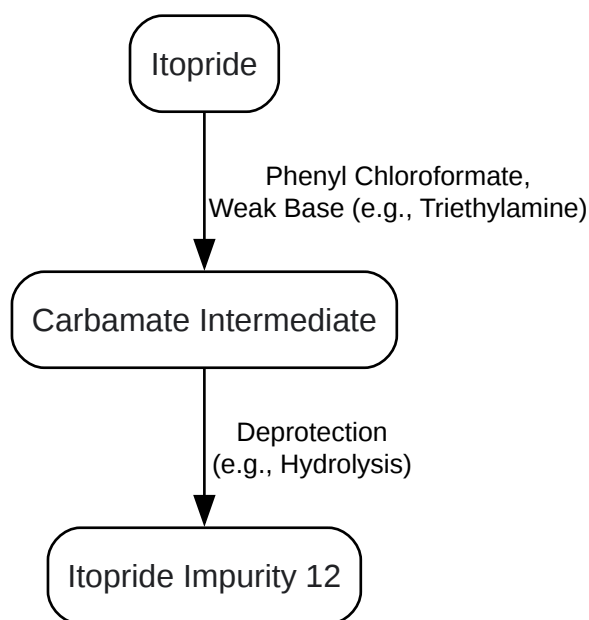 Itopride
Phenyl Chloroformate,
Weak Base (e.g., Triethylamine)
Carbamate Intermediate
Deprotection
(e.g., Hydrolysis)
Itopride Impurity 12